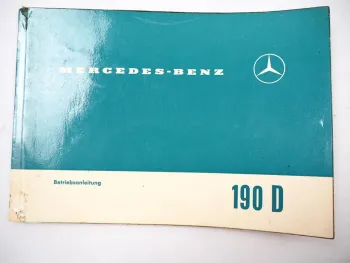 MERCEDES-BENZ
Betriebsanleitung
190 D